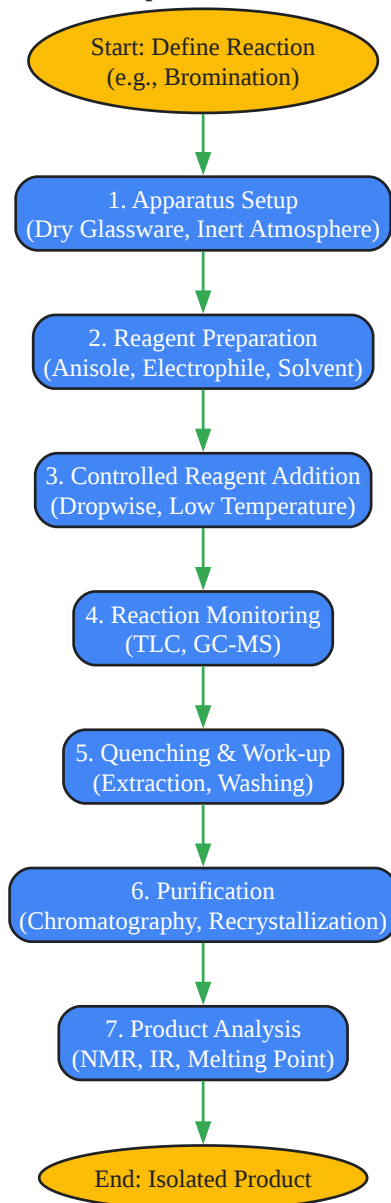 Start: Define Reaction
(e.g., Bromination)
1. Apparatus Setup
(Dry Glassware, Inert Atmosphere)
2. Reagent Preparation
(Anisole, Electrophile, Solvent)
3. Controlled Reagent Addition
(Dropwise, Low Temperature)
4. Reaction Monitoring
(TLC, GC-MS)
5. Quenching & Work-up
(Extraction, Washing)
6. Purification
(Chromatography, Recrystallization)
7. Product Analysis
(NMR, IR, Melting Point)
End: Isolated Product